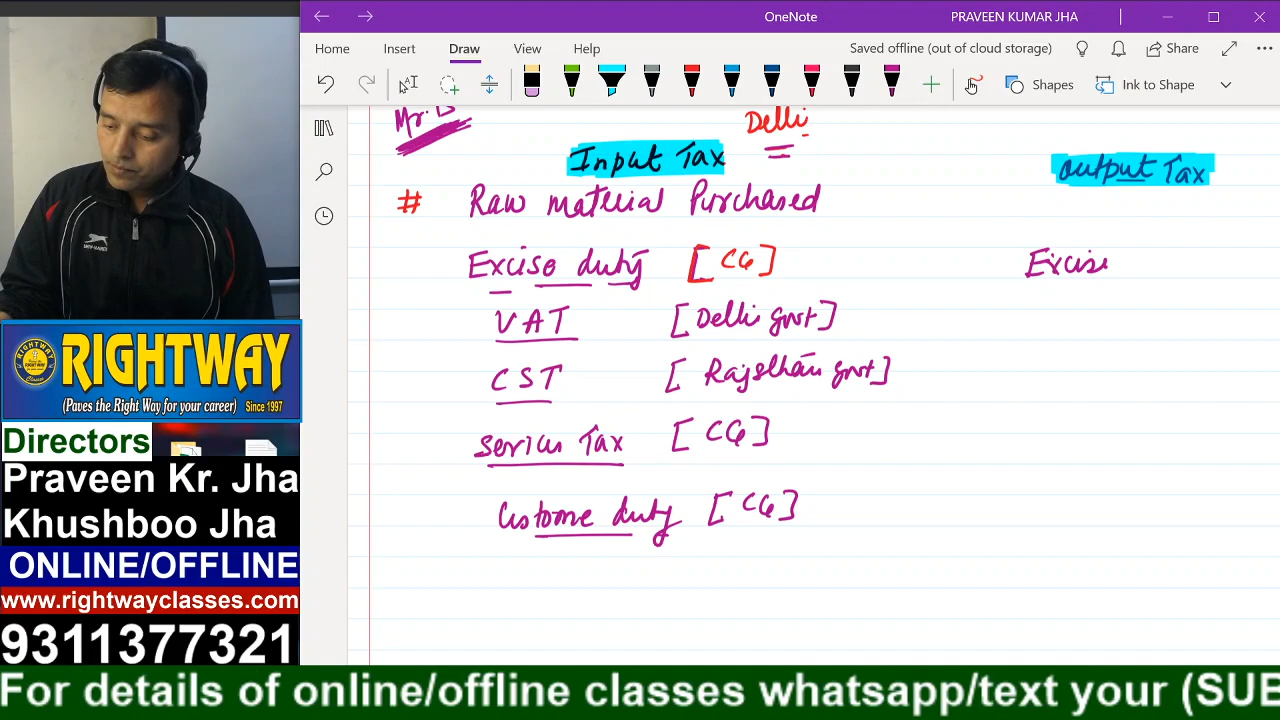 OneNote
PRAVEEN KUMAR JHA
Home Insert Draw View Help
Saved offline (out of cloud storage)
Share
Shapes
Ink to Shape
Mr. B
Delhi
Input Tax
Output Tax
# Raw material Purchased
Excise duty [CG]
Excise
VAT [Delhi govt]
CST [Rajsthan govt]
Service Tax [CG]
Custome duty [CG]
RIGHTWAY
(Paves the Right Way for your career) Since 1997
Directors
Praveen Kr. Jha
Khushboo Jha
ONLINE/OFFLINE
www.rightwayclasses.com
9311377321
For details of online/offline classes whatsapp/text your (SUB